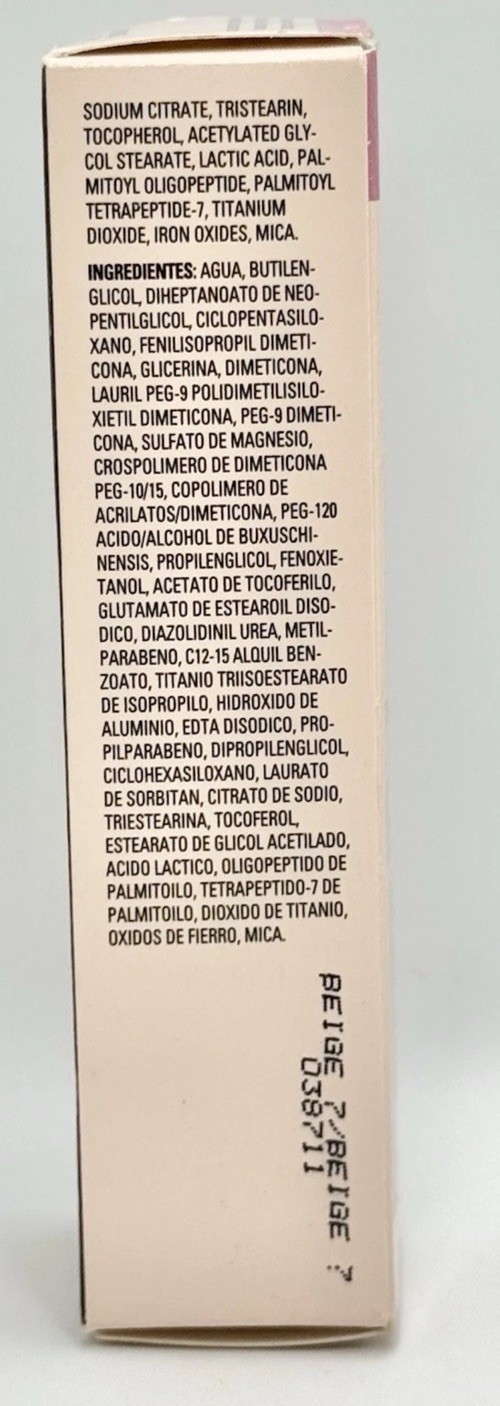 SODIUM CITRATE, TRISTEARIN,
TOCOPHEROL, ACETYLATED GLY-
COL STEARATE, LACTIC ACID, PAL-
MITOYL OLIGOPEPTIDE, PALMITOYL
TETRAPEPTIDE-7, TITANIUM
DIOXIDE, IRON OXIDES, MICA.
INGREDIENTES: AGUA, BUTILEN-
GLICOL, DIHEPTANOATO DE NEO-
PENTILGLICOL, CICLOPENTASILO-
XANO, FENILISOPROPIL DIMETI-
CONA, GLICERINA, DIMETICONA,
LAURIL PEG-9 POLIDIMETILISILO-
XIETIL DIMETICONA, PEG-9 DIMETI-
CONA, SULFATO DE MAGNESIO,
CROSPOLIMERO DE DIMETICONA
PEG-10/15, COPOLIMERO DE
ACRILATOS/DIMETICONA, PEG-120
ACIDO/ALCOHOL DE BUXUSCHI-
NENSIS, PROPILENGLICOL, FENOXIE-
TANOL, ACETATO DE TOCOFERILO,
GLUTAMATO DE ESTEAROIL DISO-
DICO, DIAZOLIDINIL UREA, METIL-
PARABENO, C12-15 ALQUIL BEN-
ZOATO, TITANIO TRIISOESTEARATO
DE ISOPROPILO, HIDROXIDO DE
ALUMINIO, EDTA DISODICO, PRO-
PILPARABENO, DIPROPILENGLICOL,
CICLOHEXASILOXANO, LAURATO
DE SORBITAN, CITRATO DE SODIO,
TRIESTEARINA, TOCOFEROL,
ESTEARATO DE GLICOL ACETILADO,
ACIDO LACTICO, OLIGOPEPTIDO DE
PALMITOILO, TETRAPEPTIDO-7 DE
PALMITOILO, DIOXIDO DE TITANIO,
OXIDOS DE FIERRO, MICA.
BEIGE 7/BEIGE 7
038711